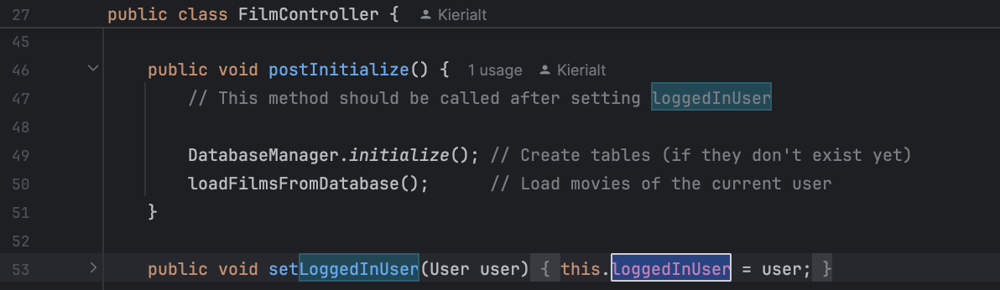 27 public class FilmController { Kierialt
45
46 public void postInitialize() { 1 usage Kierialt
47 // This method should be called after setting loggedInUser
48
49 DatabaseManager.initialize(); // Create tables (if they don't exist yet)
50 loadFilmsFromDatabase(); // Load movies of the current user
51 }
52
53 public void setLoggedInUser(User user) { this.loggedInUser = user; }